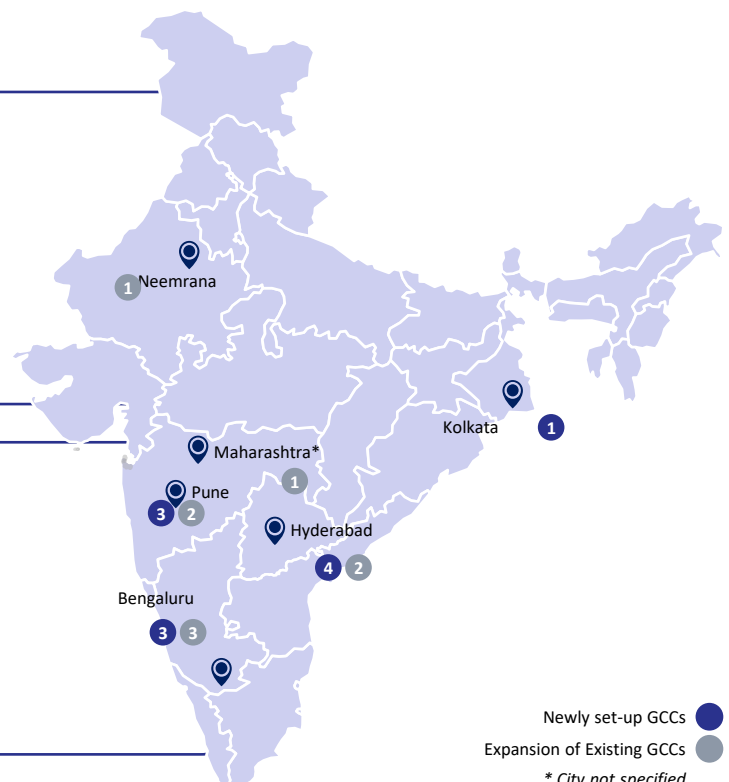 Neemrana
1
Kolkata
1
Maharashtra*
1
Pune
3 2
Hyderabad
4 2
Bengaluru
3 3
Newly set-up GCCs
Expansion of Existing GCCs
* City not specified